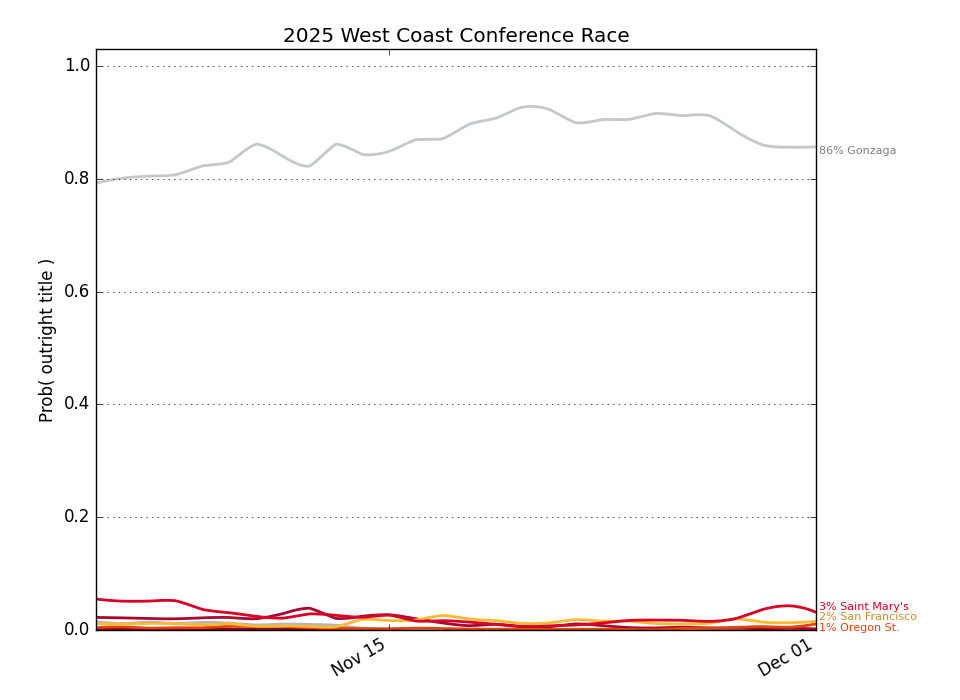 2025 West Coast Conference Race
1.0
0.8
0.6
0.4
0.2
0.0
Prob( outright title )
86% Gonzaga
3% Saint Mary's
2% San Francisco
1% Oregon St.
Nov 15
Dec 01